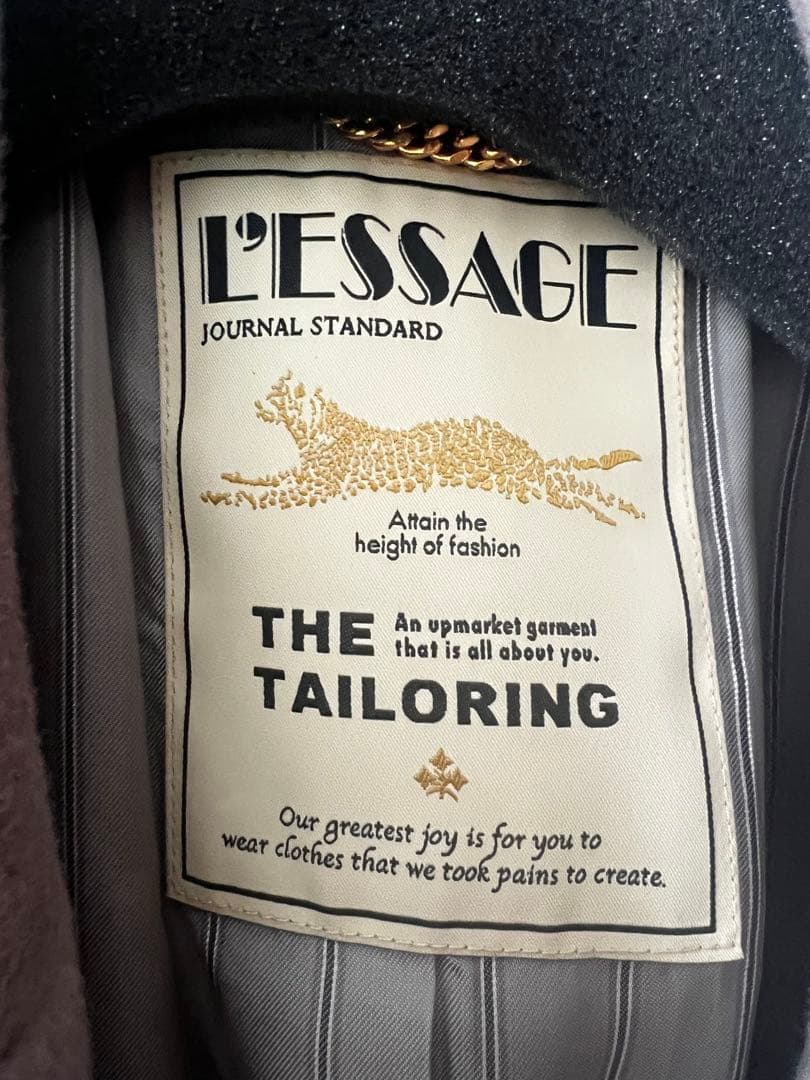 L'ESSAGE
JOURNAL STANDARD
Attain the
height of fashion
THE An upmarket garment
that is all about you.
TAILORING
Our greatest joy is for you to
wear clothes that we took pains to create.